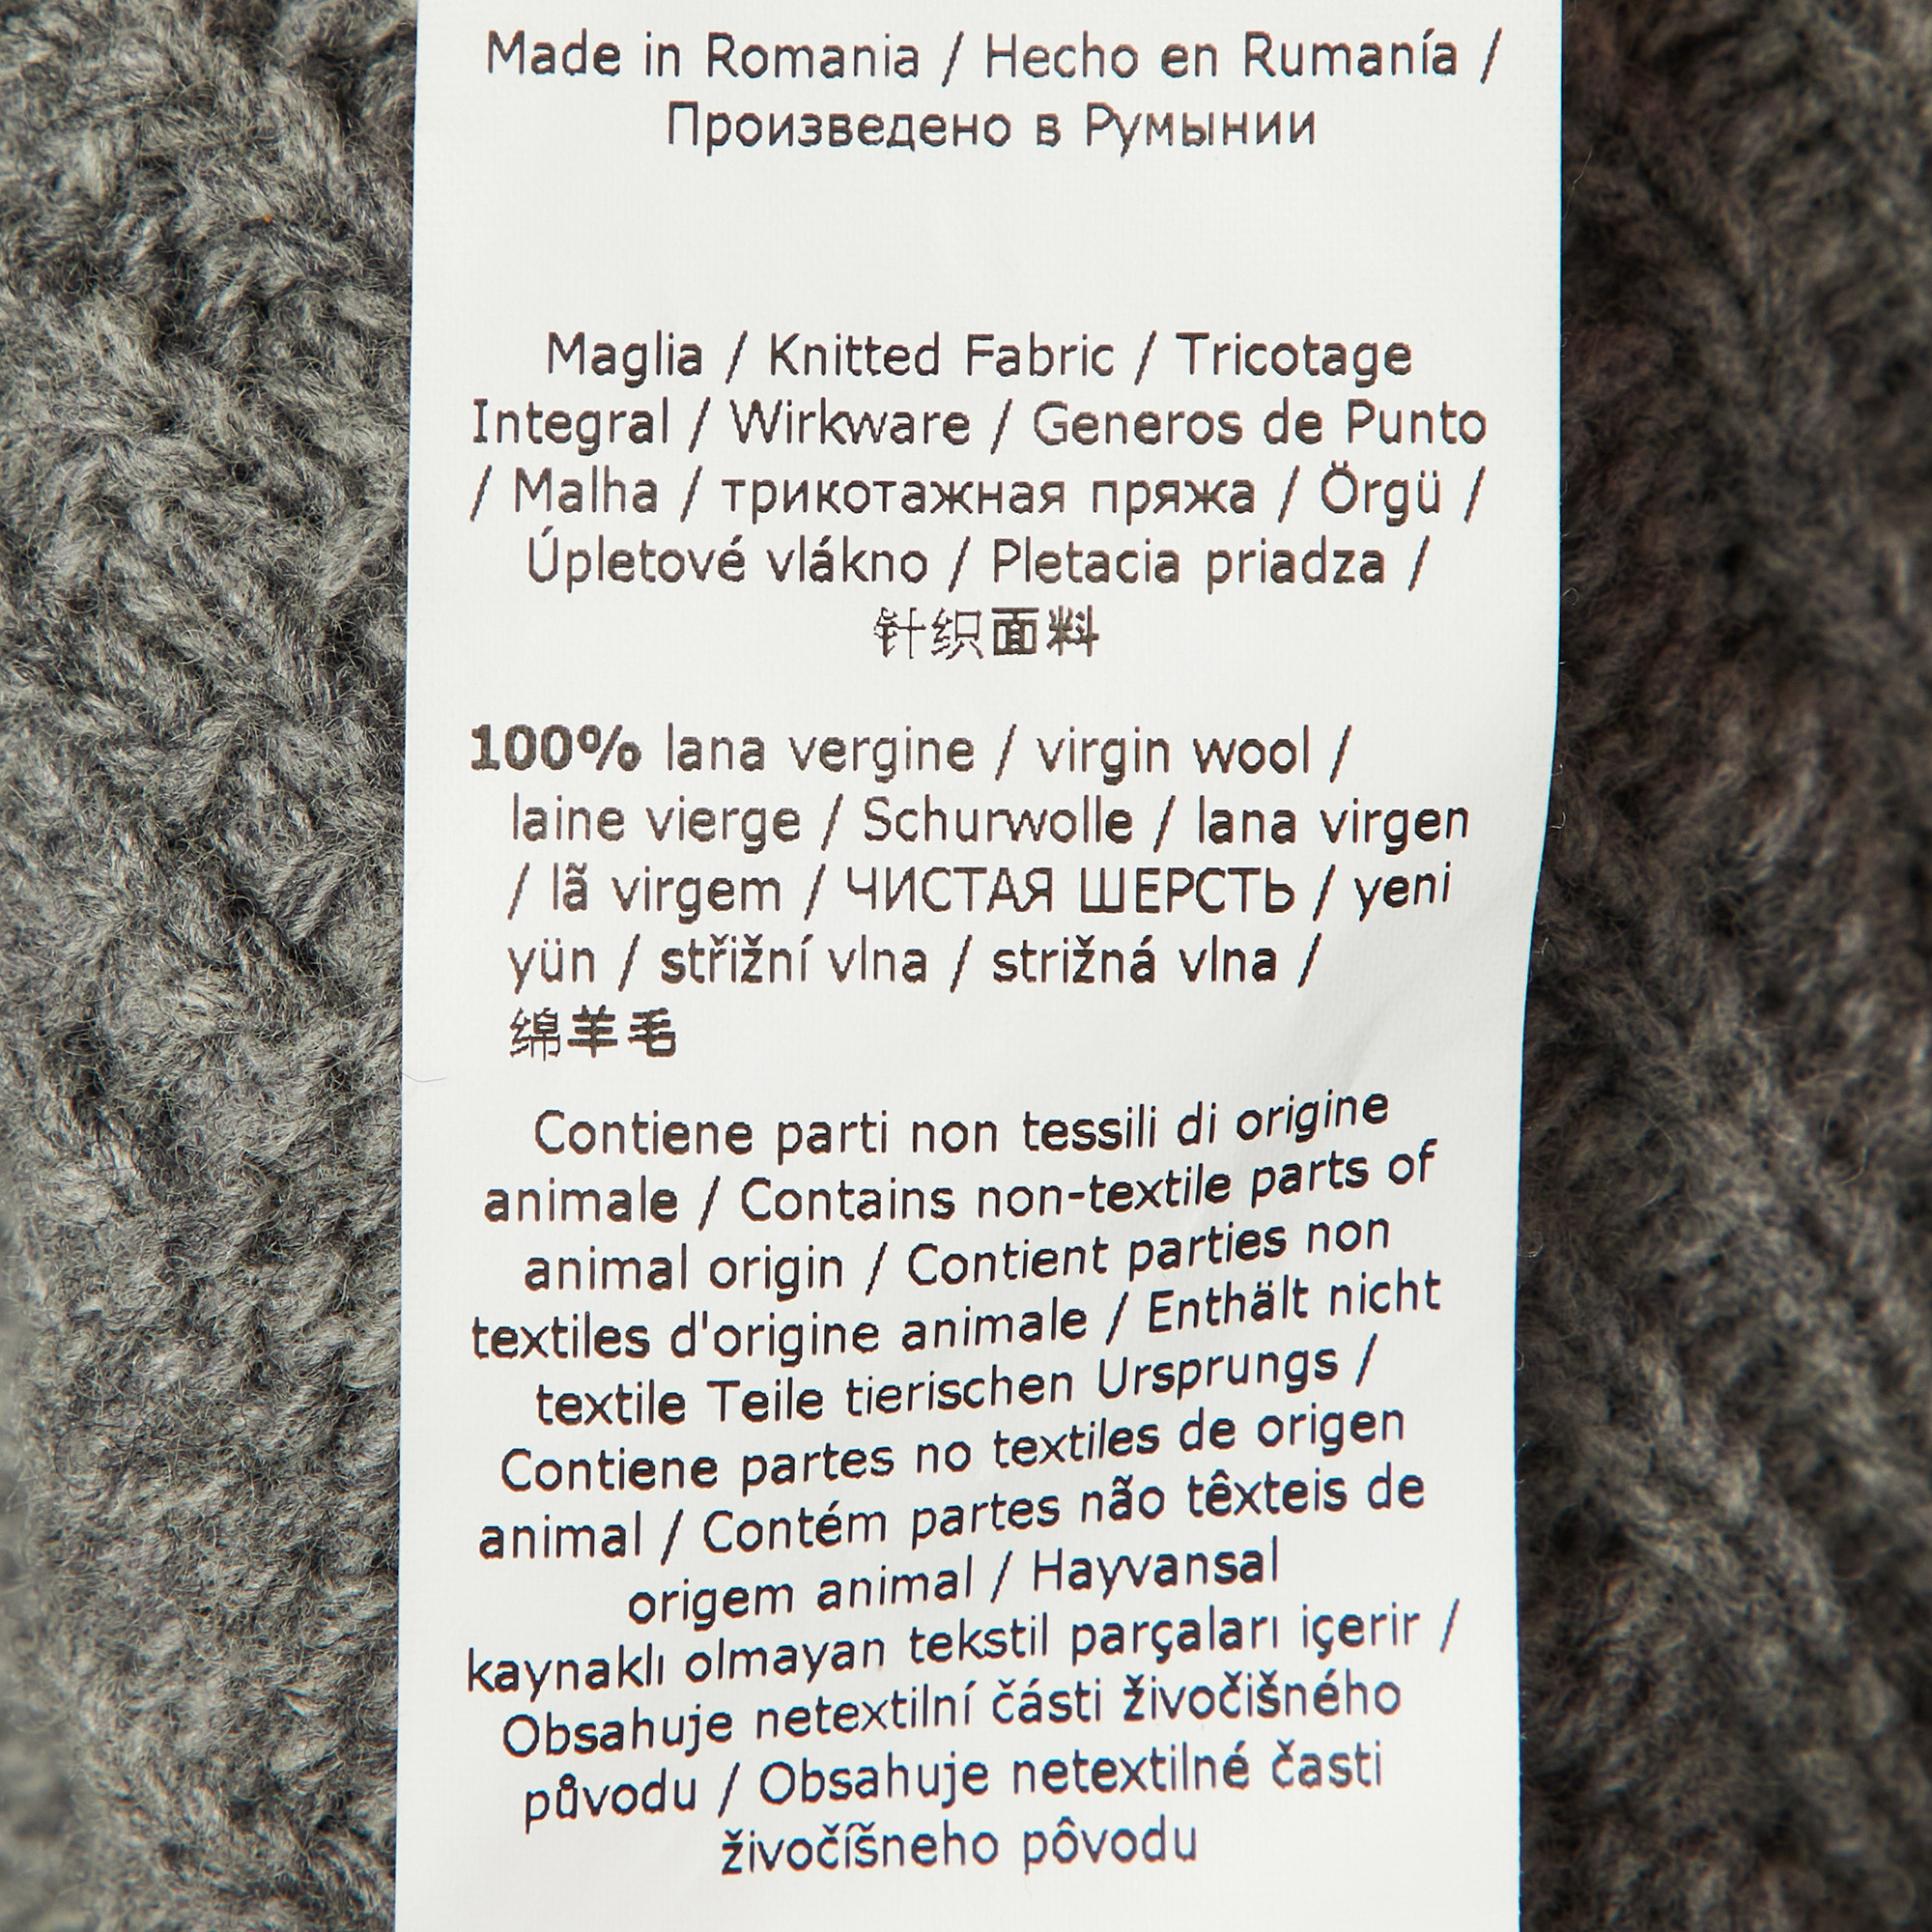 Made in Romania / Hecho en Rumanía /
Произведено в Румынии
Maglia / Knitted Fabric / Tricotage
Integral / Wirkware / Generos de Punto
/ Malha / трикотажная пряжа / Örgü /
Úpletové vlákno / Pletacia priadza /
针织面料
100% lana vergine / virgin wool /
laine vierge / Schurwolle / lana virgen
/ lã virgem / ЧИСТАЯ ШЕРСТЬ / yeni
yün / střižní vlna / strižná vlna /
绵羊毛
Contiene parti non tessili di origine
animale / Contains non-textile parts of
animal origin / Contient parties non
textiles d'origine animale / Enthält nicht
textile Teile tierischen Ursprungs /
Contiene partes no textiles de origen
animal / Contém partes não têxteis de
origem animal / Hayvansal
kaynaklı olmayan tekstil parçaları içerir /
Obsahuje netextilní části živočišného
původu / Obsahuje netextilné časti
živočíšneho pôvodu